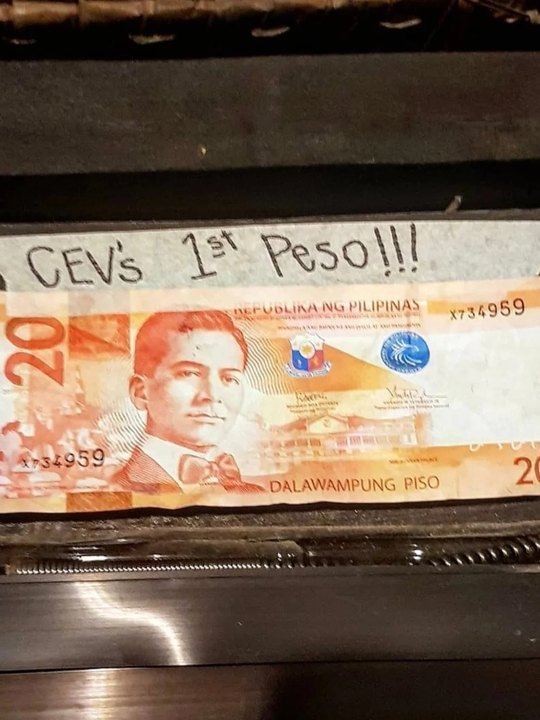 CEV's 1st Peso!!!
REPUBLIKA NG PILIPINAS
X734959
20
X734959
DALAWAMPUNG PISO
20